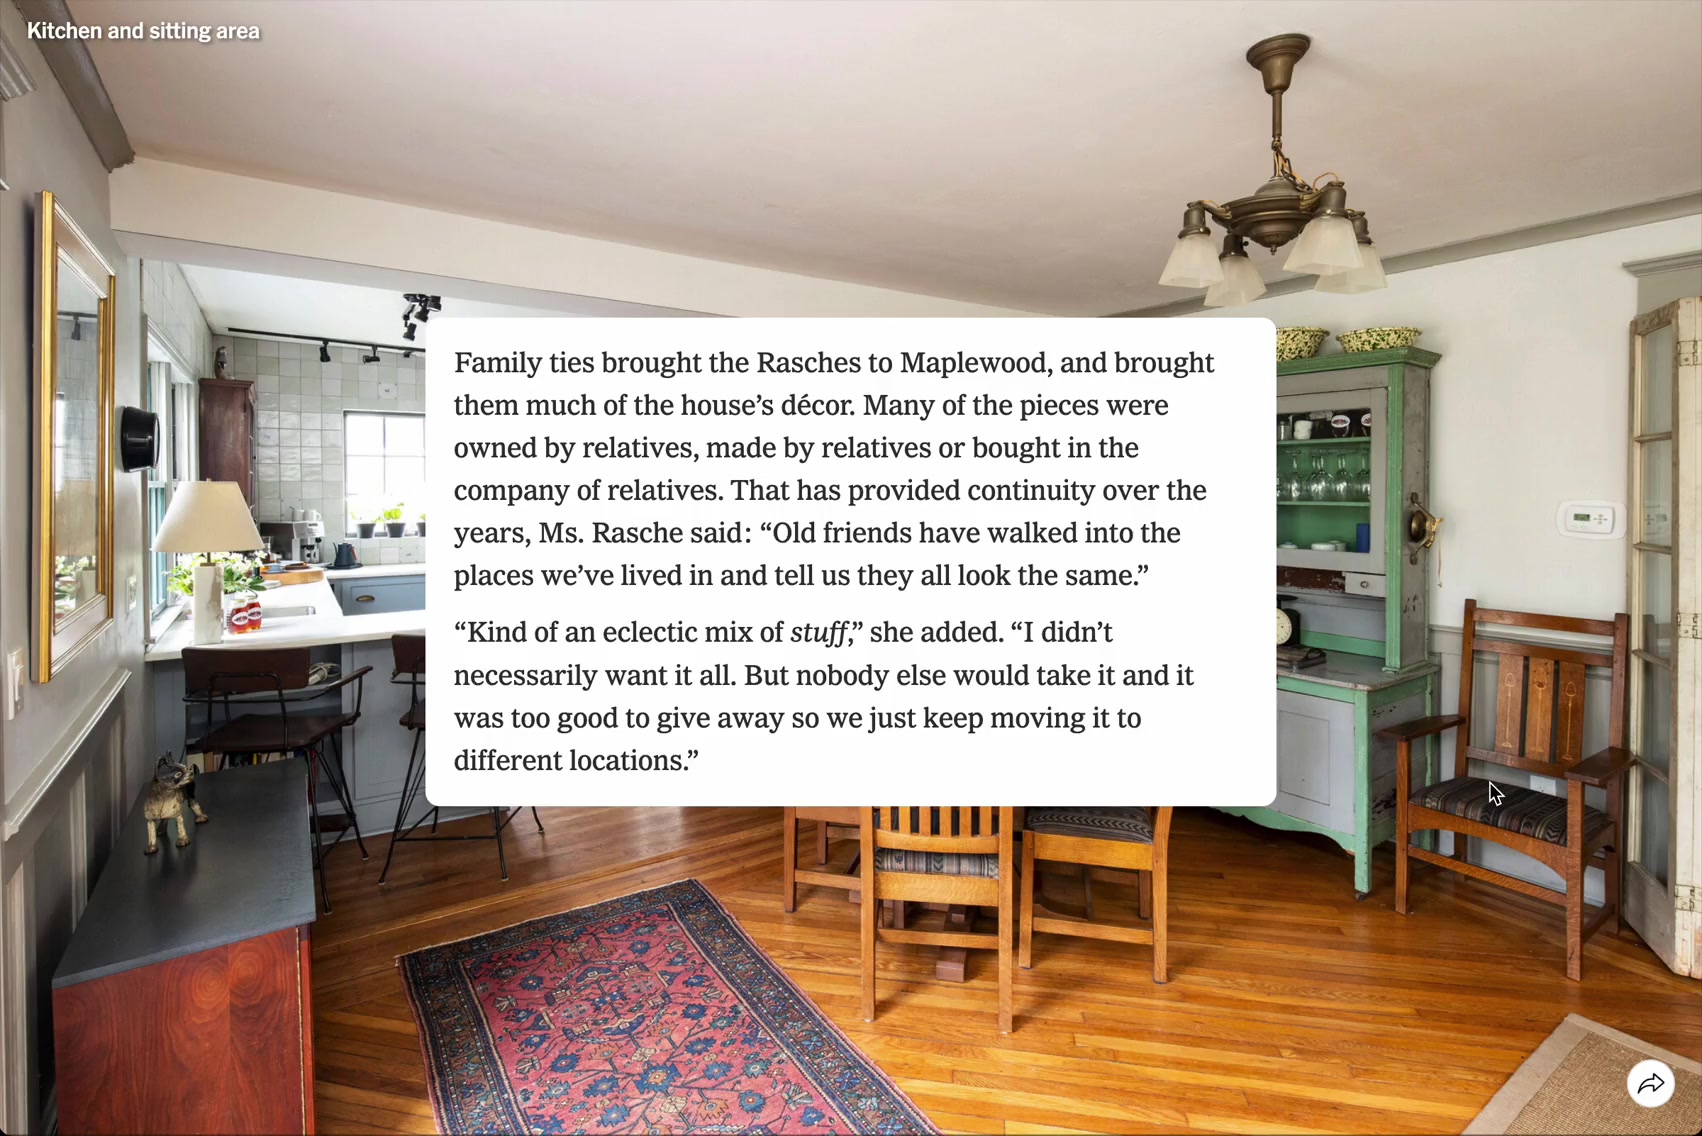 Kitchen and sitting area
Family ties brought the Rasches to Maplewood, and brought
them much of the house’s décor. Many of the pieces were
owned by relatives, made by relatives or bought in the
company of relatives. That has provided continuity over the
years, Ms. Rasche said: “Old friends have walked into the
places we’ve lived in and tell us they all look the same.”
“Kind of an eclectic mix of stuff,” she added. “I didn’t
necessarily want it all. But nobody else would take it and it
was too good to give away so we just keep moving it to
different locations.”